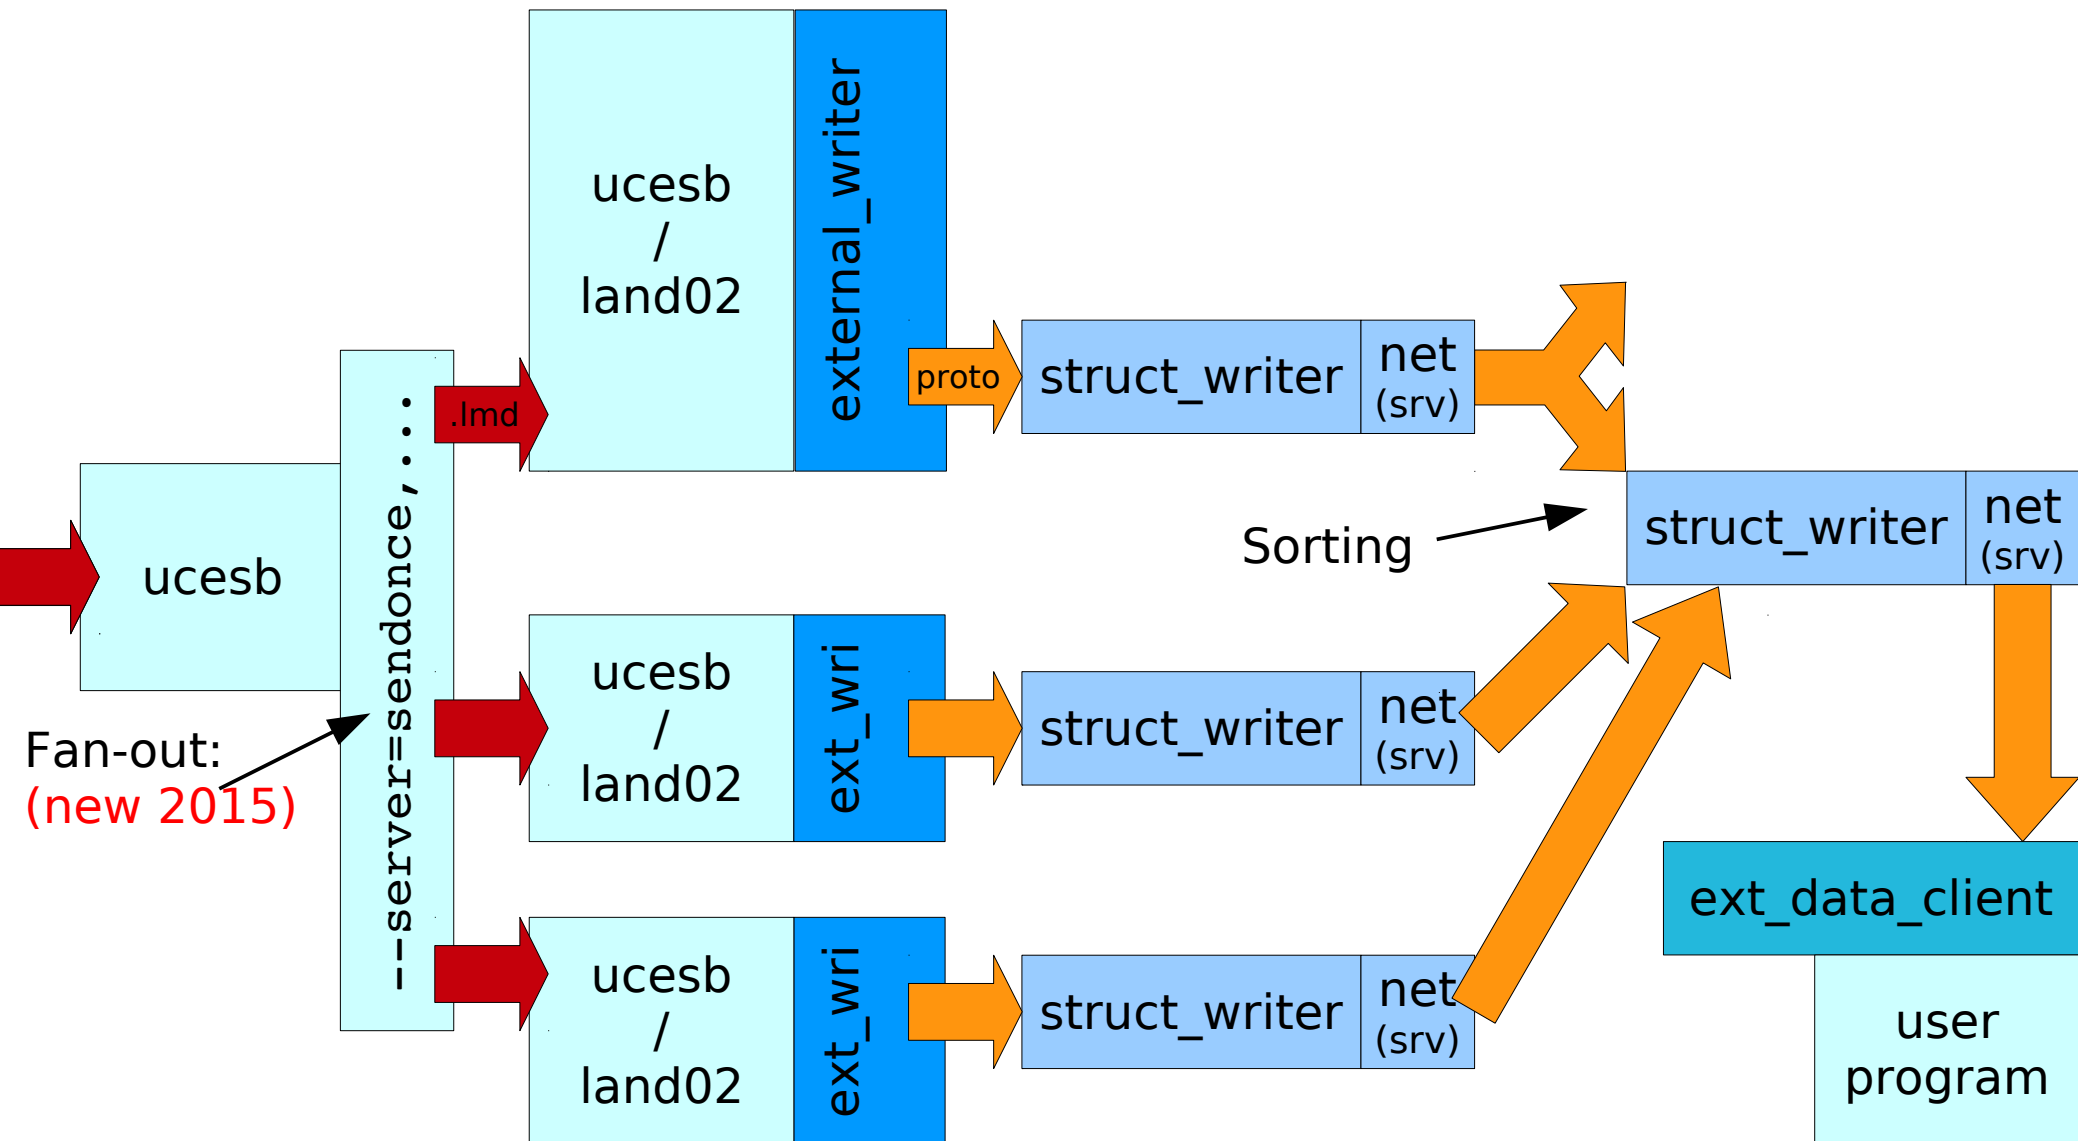 ucesb
Fan-out:
(new 2015)
--server=sendonce,...
.lmd
ucesb
/
land02
external_writer
proto
struct_writer
net
(srv)
ucesb
/
land02
ext_wri
struct_writer
net
(srv)
ucesb
/
land02
ext_wri
struct_writer
net
(srv)
Sorting
struct_writer
net
(srv)
ext_data_client
user
program